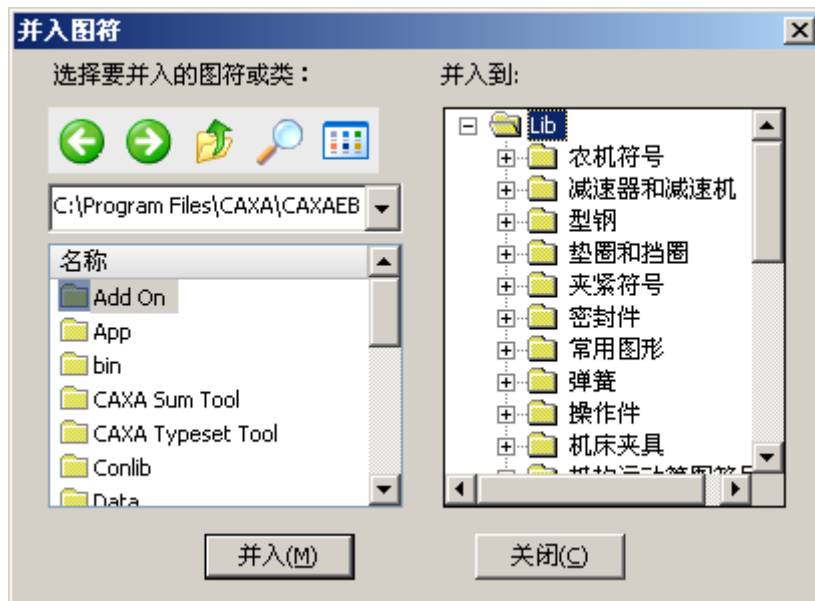 并入图符
选择要并入的图符或类：
并入到:
C:\Program Files\CAXA\CAXAEB
名称
Add On
App
bin
CAXA Sum Tool
CAXA Typeset Tool
Conlib
Data
Lib
农机符号
减速器和减速机
型钢
垫圈和挡圈
夹紧符号
密封件
常用图形
弹簧
操作件
机床夹具
并入(M)
关闭(C)